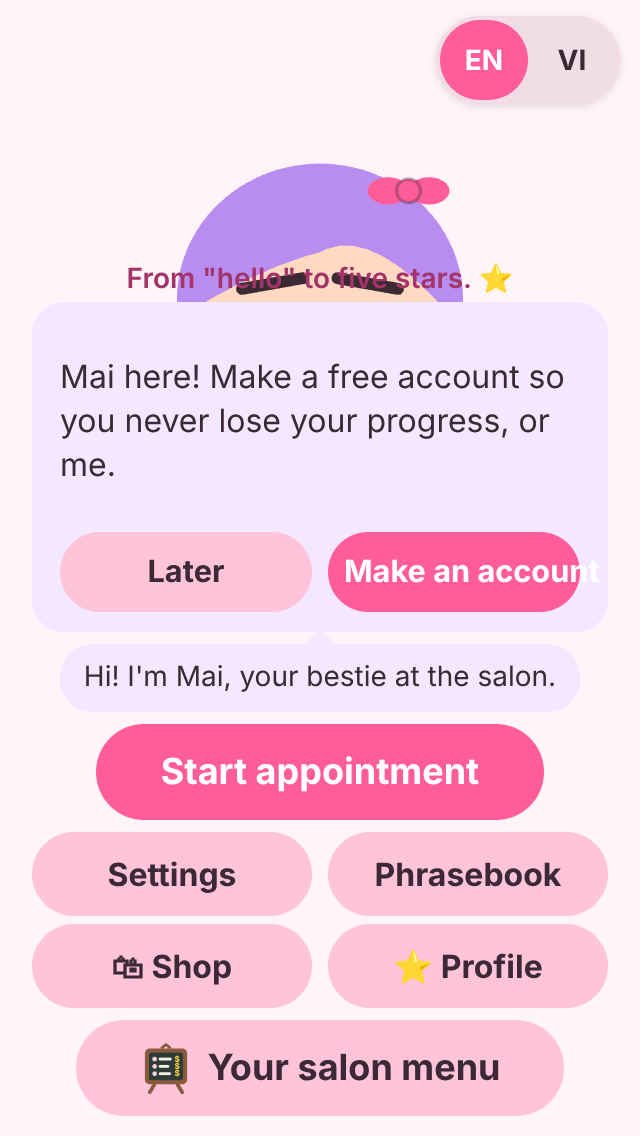 EN VI
From "hello" to five stars. ⭐
Mai here! Make a free account so
you never lose your progress, or
me.
Later
Make an account
Hi! I'm Mai, your bestie at the salon.
Start appointment
Settings
Phrasebook
🛍 Shop
⭐ Profile
Your salon menu